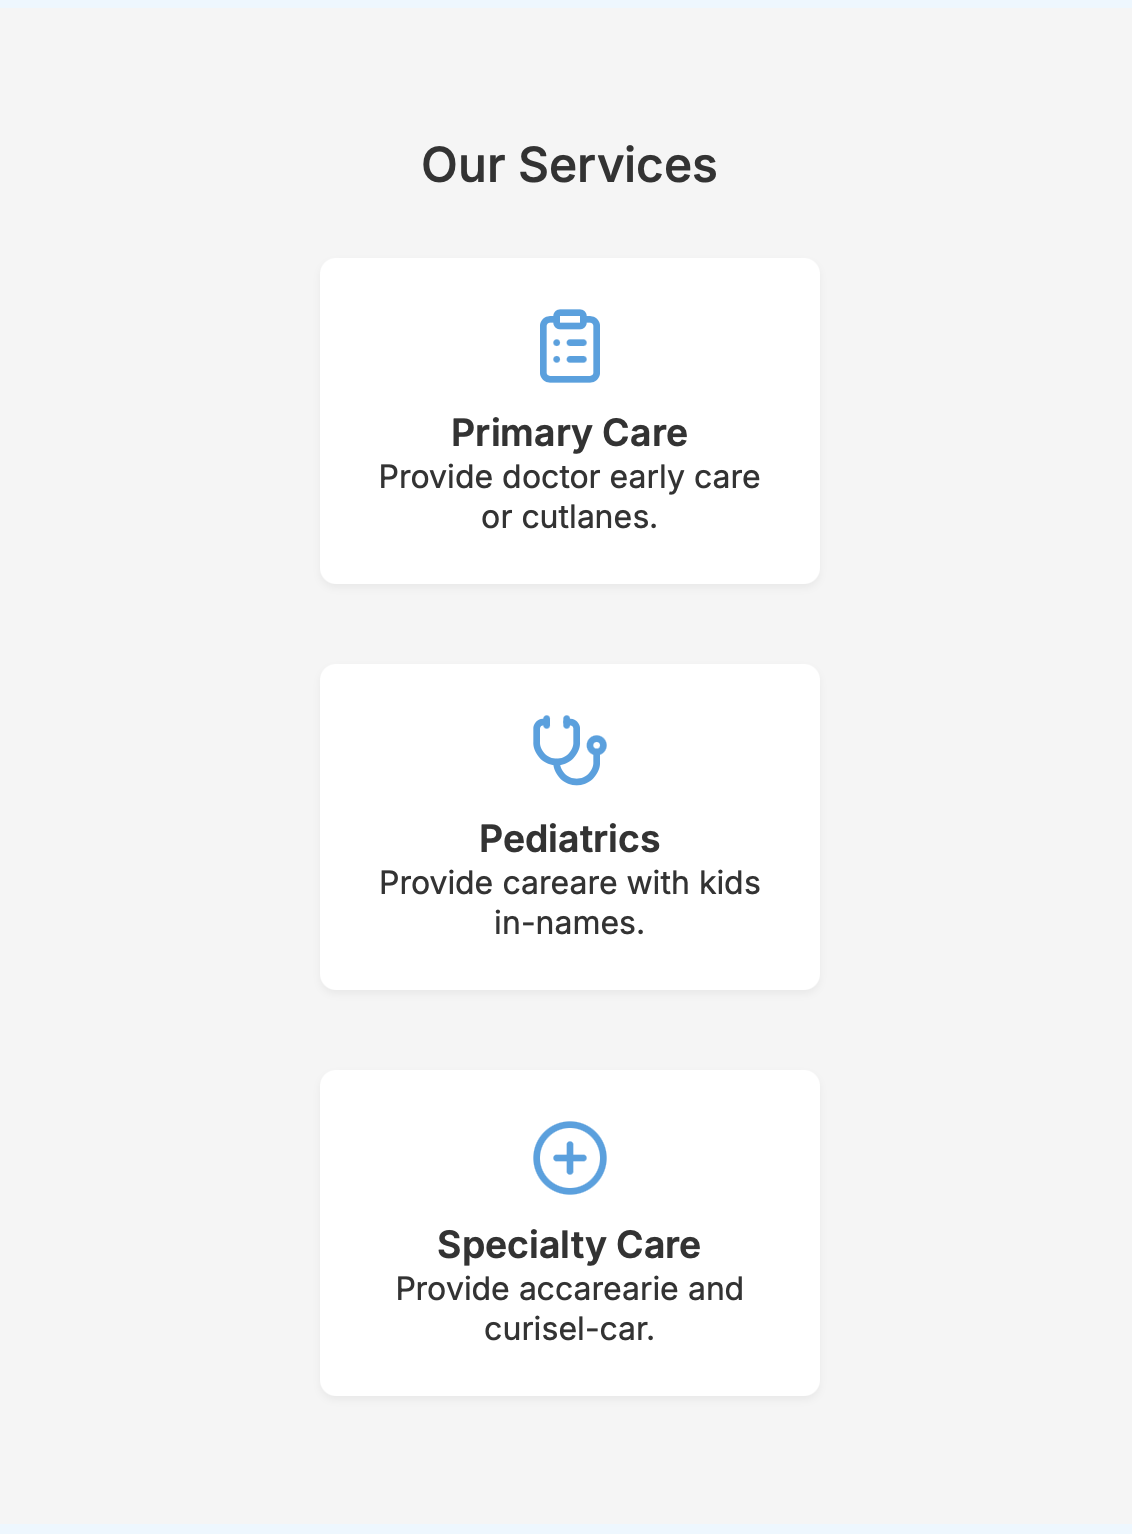 Our Services
Primary Care
Provide doctor early care
or cutlanes.
Pediatrics
Provide careare with kids
in-names.
Specialty Care
Provide accarearie and
curisel-car.